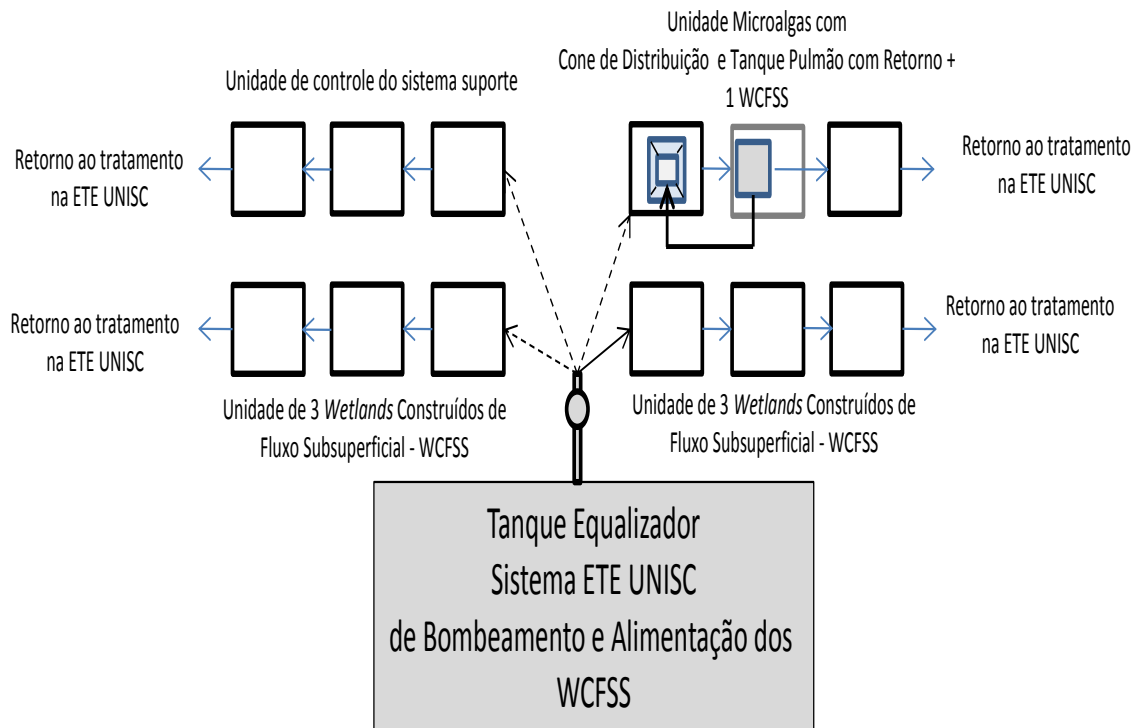 Unidade Microalgas com
Cone de Distribuição e Tanque Pulmão com Retorno +
1 WCFSS
Unidade de controle do sistema suporte
Retorno ao tratamento
na ETE UNISC
Retorno ao tratamento
na ETE UNISC
Retorno ao tratamento
na ETE UNISC
Retorno ao tratamento
na ETE UNISC
Unidade de 3 Wetlands Construídos de
Fluxo Subsuperficial - WCFSS
Unidade de 3 Wetlands Construídos de
Fluxo Subsuperficial - WCFSS
Tanque Equalizador
Sistema ETE UNISC
de Bombeamento e Alimentação dos
WCFSS